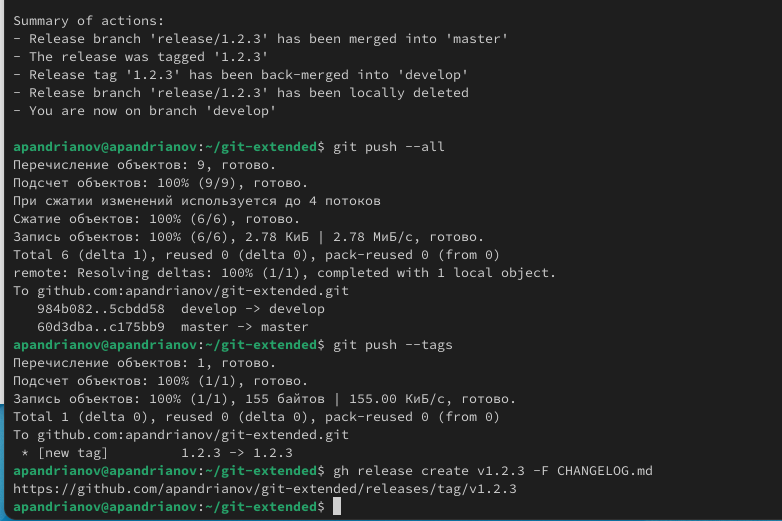 Summary of actions:
- Release branch 'release/1.2.3' has been merged into 'master'
- The release was tagged '1.2.3'
- Release tag '1.2.3' has been back-merged into 'develop'
- Release branch 'release/1.2.3' has been locally deleted
- You are now on branch 'develop'
apandrianov@apandrianov:~/git-extended$ git push --all
Перечисление объектов: 9, готово.
Подсчет объектов: 100% (9/9), готово.
При сжатии изменений используется до 4 потоков
Сжатие объектов: 100% (6/6), готово.
Запись объектов: 100% (6/6), 2.78 КиБ | 2.78 МиБ/с, готово.
Total 6 (delta 1), reused 0 (delta 0), pack-reused 0 (from 0)
remote: Resolving deltas: 100% (1/1), completed with 1 local object.
To github.com:apandrianov/git-extended.git
   984b082..5cbdd58  develop -> develop
   60d3dba..c175bb9  master -> master
apandrianov@apandrianov:~/git-extended$ git push --tags
Перечисление объектов: 1, готово.
Подсчет объектов: 100% (1/1), готово.
Запись объектов: 100% (1/1), 155 байтов | 155.00 КиБ/с, готово.
Total 1 (delta 0), reused 0 (delta 0), pack-reused 0 (from 0)
To github.com:apandrianov/git-extended.git
 * [new tag]         1.2.3 -> 1.2.3
apandrianov@apandrianov:~/git-extended$ gh release create v1.2.3 -F CHANGELOG.md
https://github.com/apandrianov/git-extended/releases/tag/v1.2.3
apandrianov@apandrianov:~/git-extended$